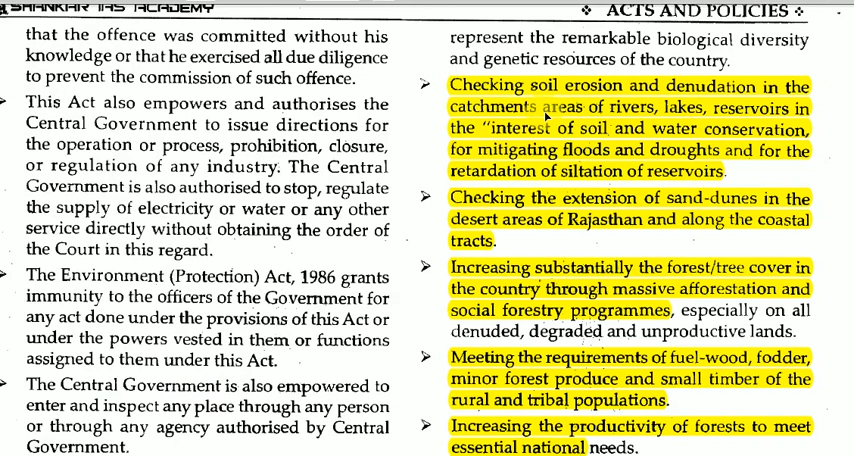 SHANKAR IAS ACADEMY
❖ ACTS AND POLICIES ❖
that the offence was committed without his
knowledge or that he exercised all due diligence
to prevent the commission of such offence.
➢ This Act also empowers and authorises the
Central Government to issue directions for
the operation or process, prohibition, closure,
or regulation of any industry. The Central
Government is also authorised to stop, regulate
the supply of electricity or water or any other
service directly without obtaining the order of
the Court in this regard.
➢ The Environment (Protection) Act, 1986 grants
immunity to the officers of the Government for
any act done under the provisions of this Act or
under the powers vested in them or functions
assigned to them under this Act.
➢ The Central Government is also empowered to
enter and inspect any place through any person
or through any agency authorised by Central
Government.
represent the remarkable biological diversity
and genetic resources of the country.
➢ Checking soil erosion and denudation in the
catchments areas of rivers, lakes, reservoirs in
the "interest of soil and water conservation,
for mitigating floods and droughts and for the
retardation of siltation of reservoirs.
➢ Checking the extension of sand-dunes in the
desert areas of Rajasthan and along the coastal
tracts.
➢ Increasing substantially the forest/tree cover in
the country through massive afforestation and
social forestry programmes, especially on all
denuded, degraded and unproductive lands.
➢ Meeting the requirements of fuel-wood, fodder,
minor forest produce and small timber of the
rural and tribal populations.
➢ Increasing the productivity of forests to meet
essential national needs.